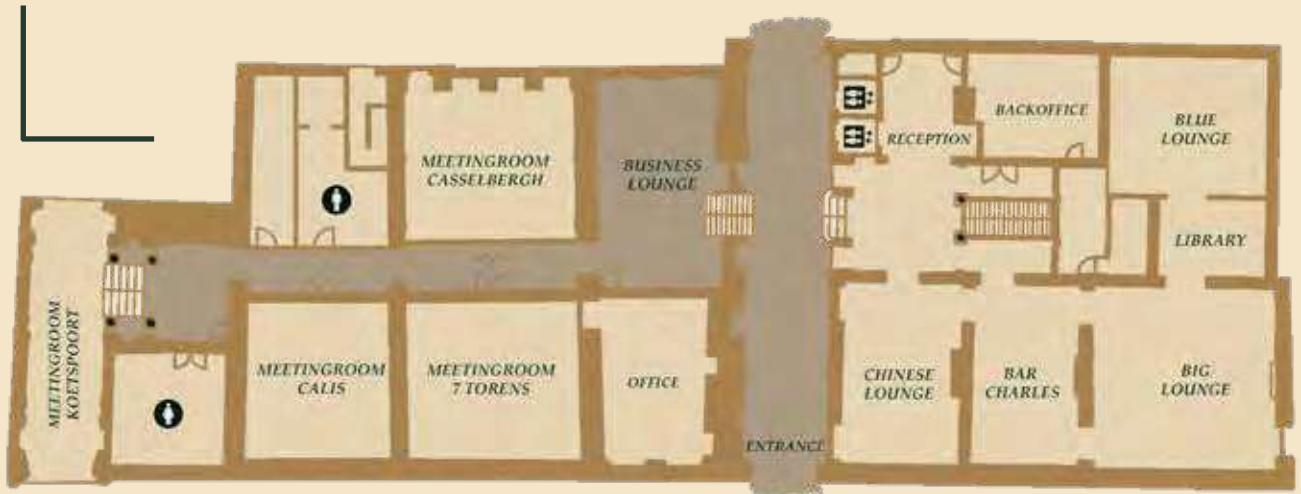 MEETINGROOM
KOETSPOORT
MEETINGROOM
CASSELBERGH
BUSINESS
LOUNGE
RECEPTION
BACKOFFICE
BLUE
LOUNGE
LIBRARY
MEETINGROOM
CALIS
MEETINGROOM
7 TORENS
OFFICE
ENTRANCE
CHINESE
LOUNGE
BAR
CHARLES
BIG
LOUNGE